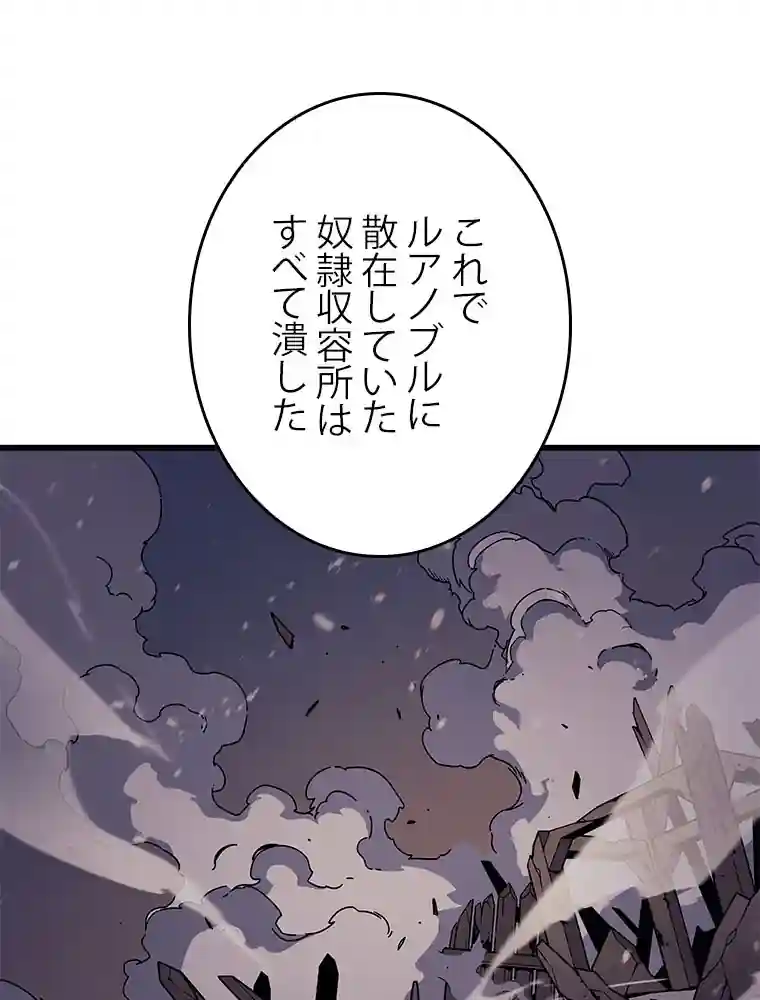 これで
ルアノブルに
散在していた
奴隷収容所は
すべて潰した